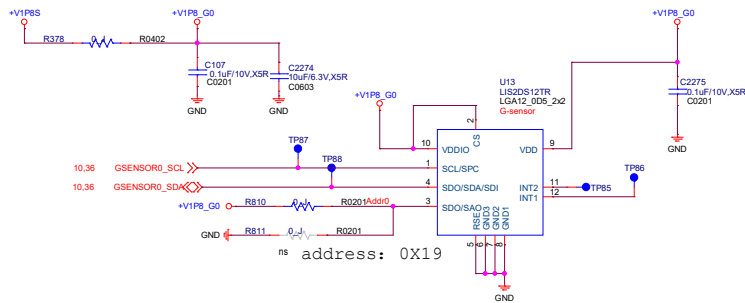 +V1P8S
+V1P8_G0
R378
0_J
R0402
C107
0.1uF/10V,X5R
C0201
C2274
10uF/6.3V,X5R
C0603
GND
GND
+V1P8_G0
C2275
0.1uF/10V,X5R
C0201
GND
U13
LIS2DS12TR
LGA12_0D5_2x2
G-sensor
+V1P8_G0
2
CS
10
VDDIO
VDD
9
TP87
TP88
10,36
GSENSOR0_SCL
1
SCL/SPC
10,36
GSENSOR0_SDA
4
SDO/SDA/SDI
INT2
11
INT1
12
TP85
TP86
+V1P8_G0
R810
0_J
R0201
Addr0
3
SDO/SAO
GND
R811
0_J
R0201
ns
address: 0X19
RSE0
GND3
GND2
GND1
5
6
7
8
GND